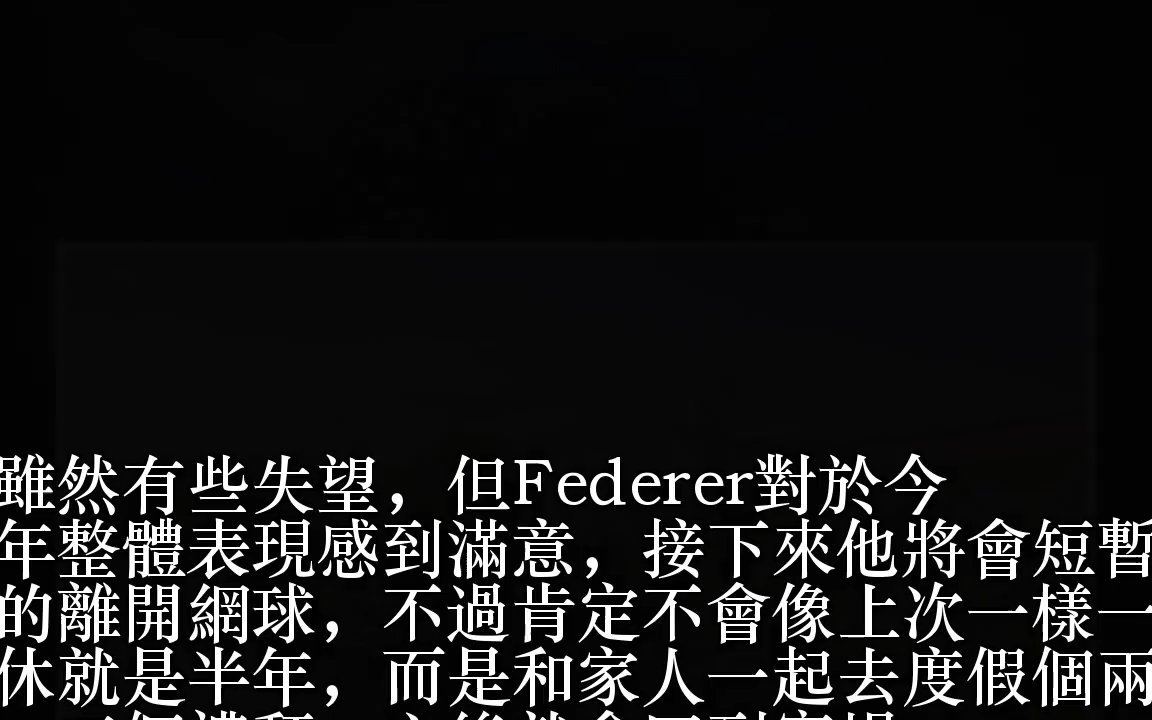 雖然有些失望，但Federer對於今
年整體表現感到滿意，接下來他將會短暫
的離開網球，不過肯定不會像上次一樣一
休就是半年，而是和家人一起去度假個兩